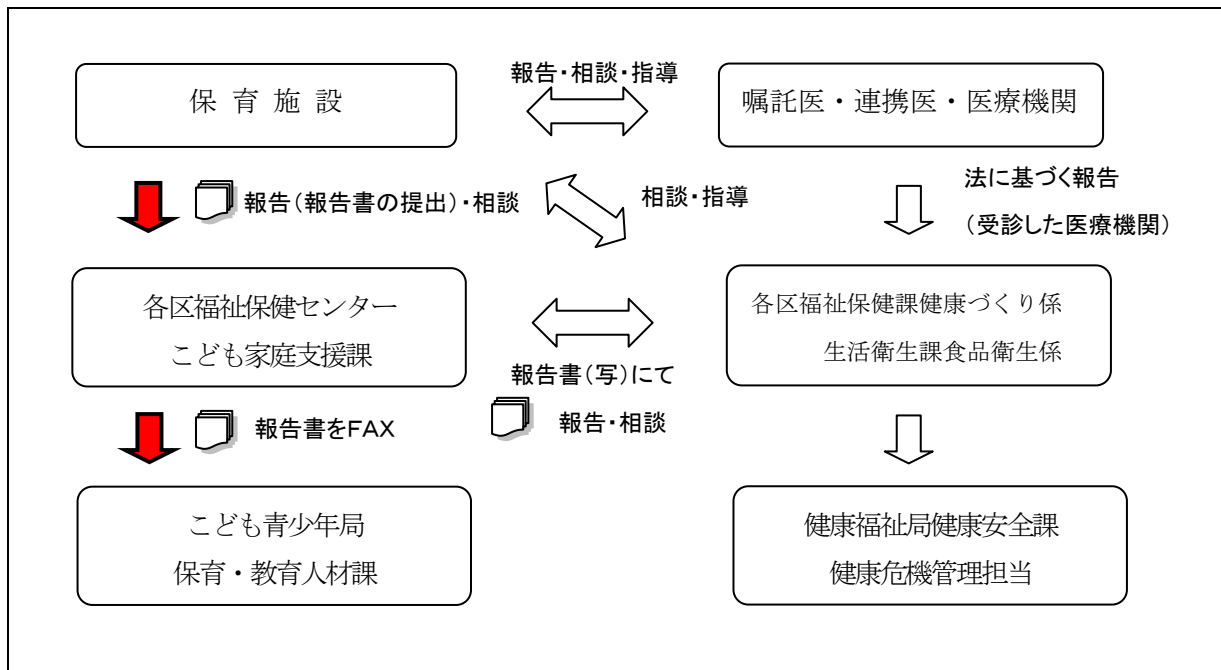 保 育 施 設
報告・相談・指導
嘱託医・連携医・医療機関
報告(報告書の提出)・相談
相談・指導
法に基づく報告
(受診した医療機関)
各区福祉保健センター
こども家庭支援課
報告書(写)にて
報告・相談
各区福祉保健課健康づくり係
生活衛生課食品衛生係
報告書をFAX
こども青少年局
保育・教育人材課
健康福祉局健康安全課
健康危機管理担当